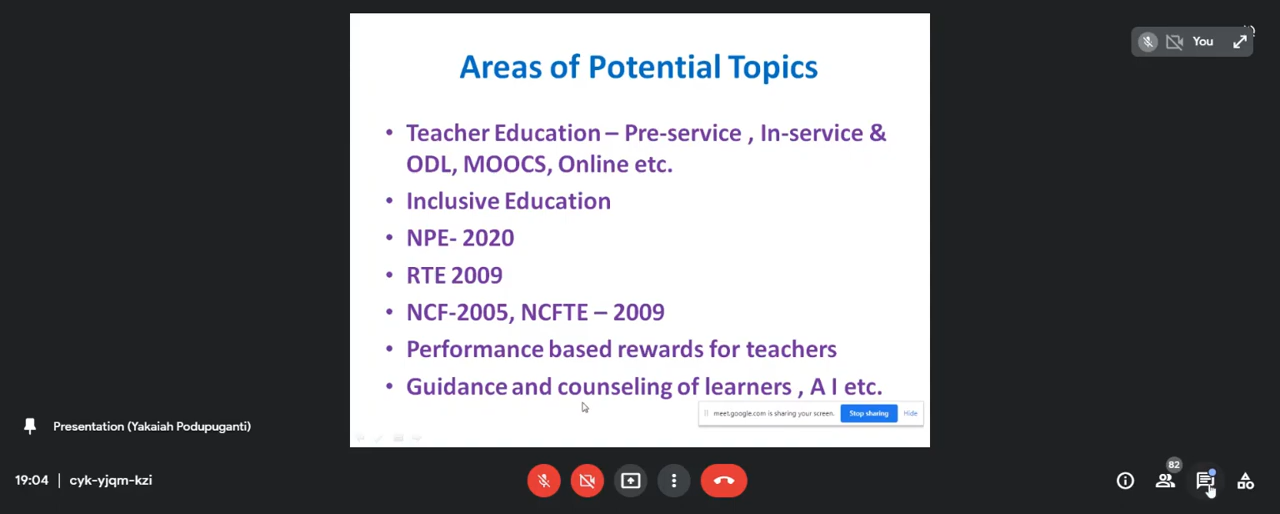 You
Areas of Potential Topics
• Teacher Education – Pre-service , In-service &
ODL, MOOCS, Online etc.
• Inclusive Education
• NPE- 2020
• RTE 2009
• NCF-2005, NCFTE – 2009
• Performance based rewards for teachers
• Guidance and counseling of learners , A I etc.
meet.google.com is sharing your screen. Stop sharing Hide
Presentation (Yakaiah Podupuganti)
82
19:04 | cyk-yjqm-kzi